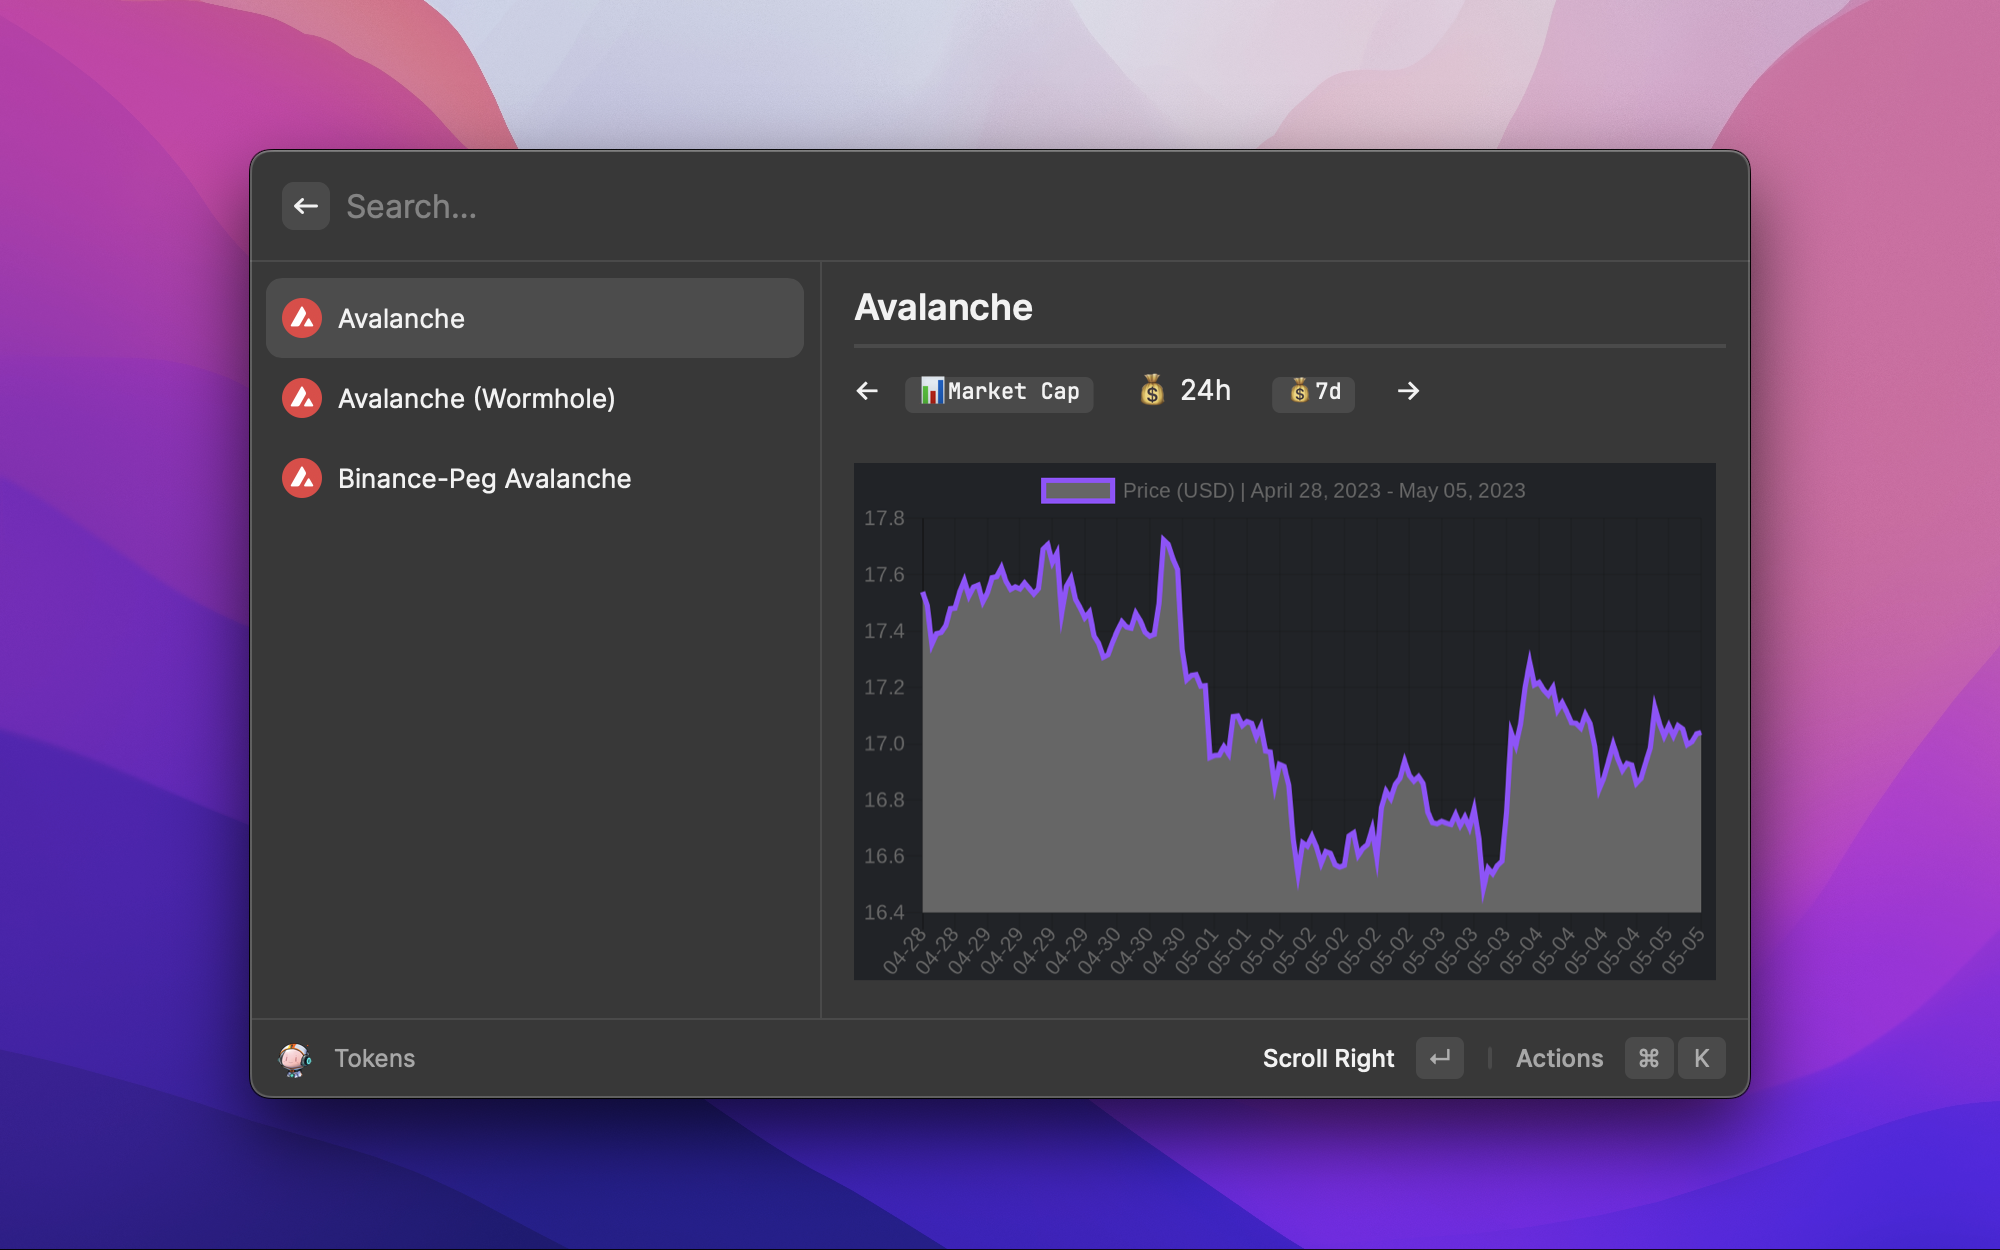 Search...
Avalanche
Avalanche (Wormhole)
Binance-Peg Avalanche
Avalanche
← 📊Market Cap 💰 24h 💰7d →
Price (USD) | April 28, 2023 - May 05, 2023
17.8
17.6
17.4
17.2
17.0
16.8
16.6
16.4
04-28 04-28 04-29 04-29 04-29 04-29 04-30 04-30 04-30 05-01 05-01 05-01 05-02 05-02 05-02 05-02 05-03 05-03 05-03 05-04 05-04 05-04 05-04 05-05 05-05
Tokens
Scroll Right ↵ | Actions ⌘ K